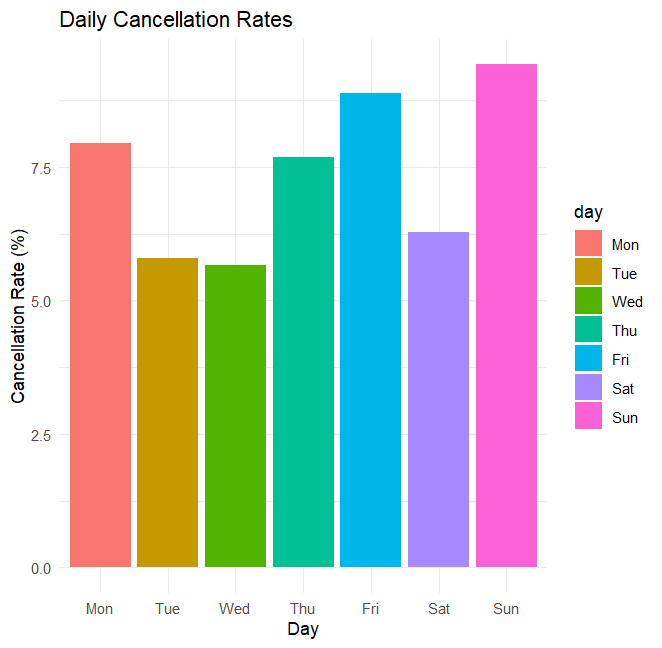 Daily Cancellation Rates
Cancellation Rate (%)
7.5
5.0
2.5
0.0
Mon Tue Wed Thu Fri Sat Sun
Day
day
Mon
Tue
Wed
Thu
Fri
Sat
Sun